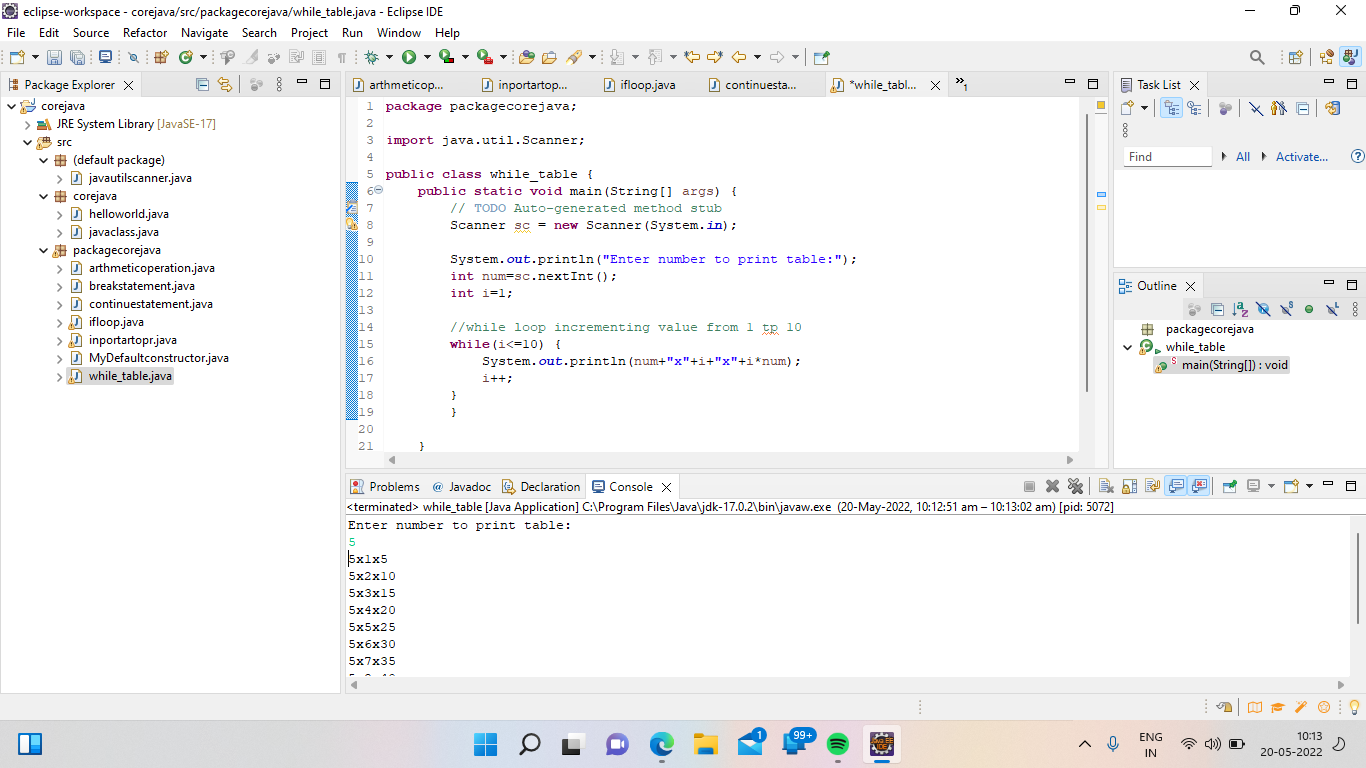 eclipse-workspace - corejava/src/packagecorejava/while_table.java - Eclipse IDE
File Edit Source Refactor Navigate Search Project Run Window Help
Package Explorer
corejava
JRE System Library [JavaSE-17]
src
(default package)
javautilscanner.java
corejava
helloworld.java
javaclass.java
packagecorejava
arthmeticoperation.java
breakstatement.java
continuestatement.java
ifloop.java
inportartopr.java
MyDefaultconstructor.java
while_table.java
arthmeticop... inportartop... ifloop.java continuesta... *while_tabl... »1
1 package packagecorejava;
2
3 import java.util.Scanner;
4
5 public class while_table {
6 public static void main(String[] args) {
7 // TODO Auto-generated method stub
8 Scanner sc = new Scanner(System.in);
9
10 System.out.println("Enter number to print table:");
11 int num=sc.nextInt();
12 int i=1;
13
14 //while loop incrementing value from 1 tp 10
15 while(i<=10) {
16 System.out.println(num+"x"+i+"x"+i*num);
17 i++;
18 }
19 }
20
21 }
Task List
Find All Activate...
Outline
packagecorejava
while_table
main(String[]) : void
Problems @ Javadoc Declaration Console
<terminated> while_table [Java Application] C:\Program Files\Java\jdk-17.0.2\bin\javaw.exe (20-May-2022, 10:12:51 am – 10:13:02 am) [pid: 5072]
Enter number to print table:
5
5x1x5
5x2x10
5x3x15
5x4x20
5x5x25
5x6x30
5x7x35
1
99+
Java EE
IDE
ENG
IN
10:13
20-05-2022